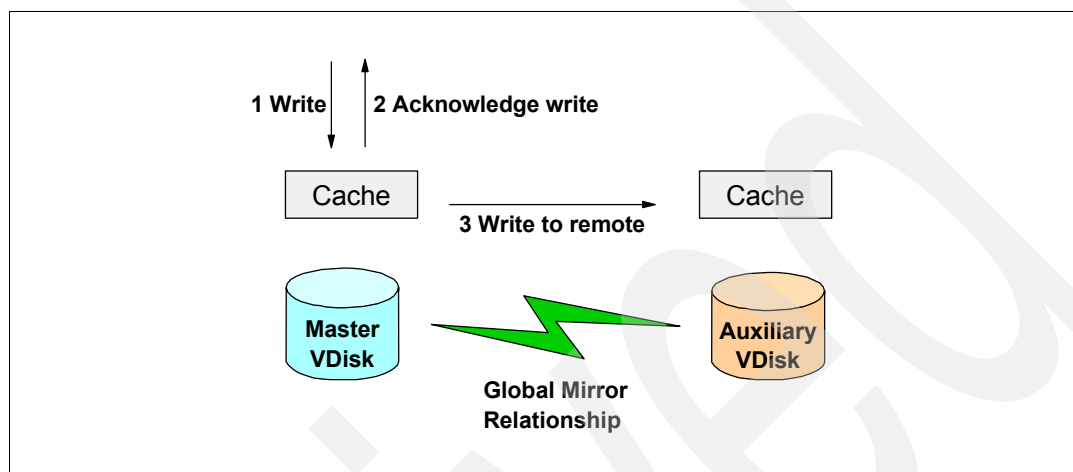 1 Write
2 Acknowledge write
Cache
Cache
3 Write to remote
Master
VDisk
Auxiliary
VDisk
Global Mirror
Relationship